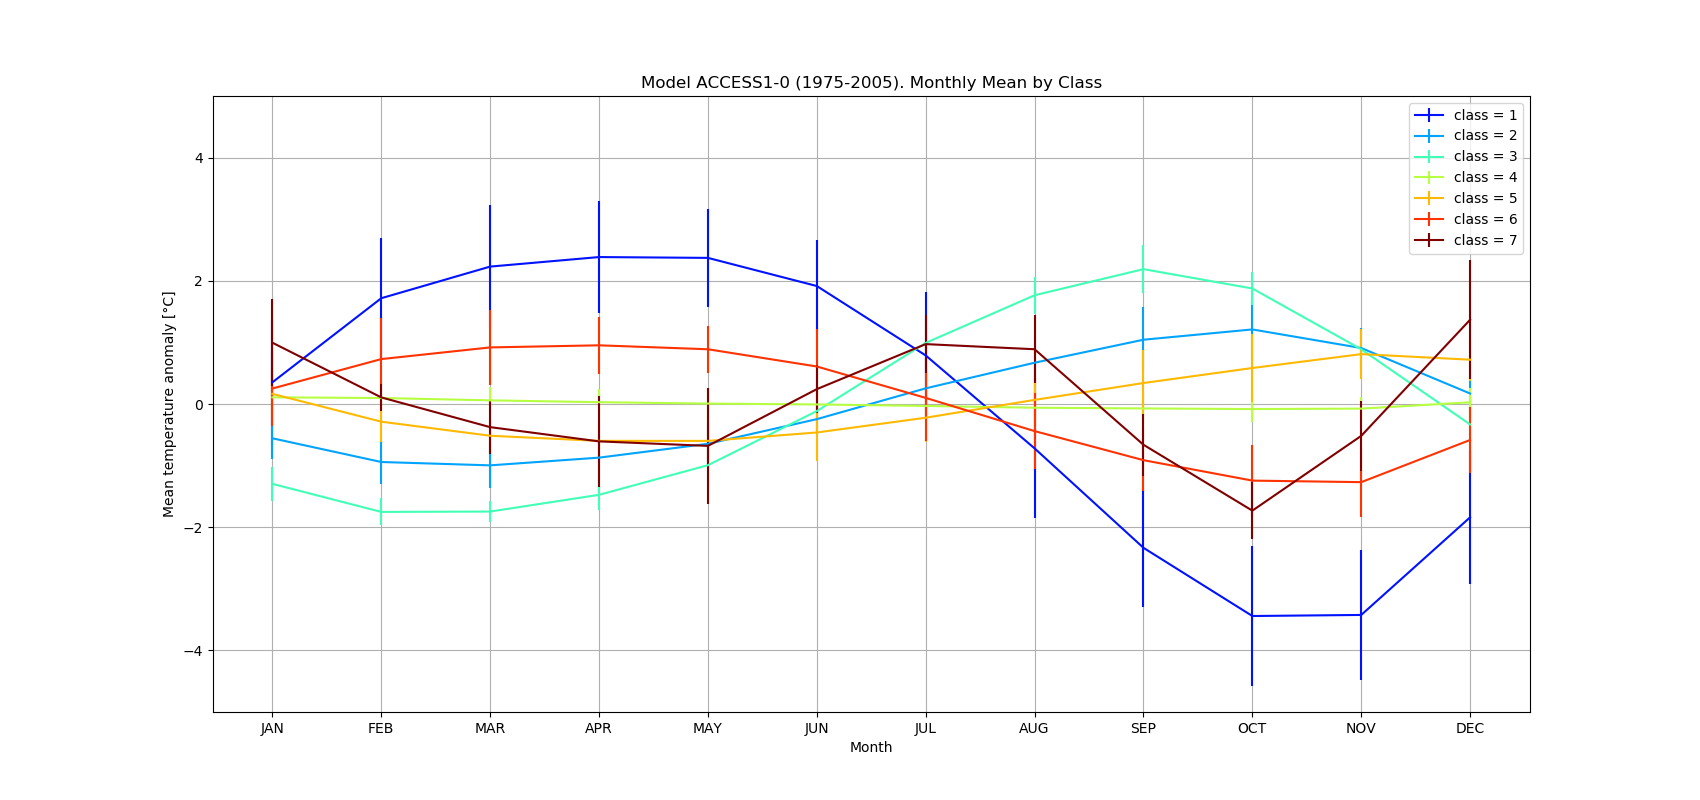 Model ACCESS1-0 (1975-2005). Monthly Mean by Class
class = 1
class = 2
class = 3
class = 4
class = 5
class = 6
class = 7
Mean temperature anomaly [°C]
4
2
0
−2
−4
JAN FEB MAR APR MAY JUN JUL AUG SEP OCT NOV DEC
Month